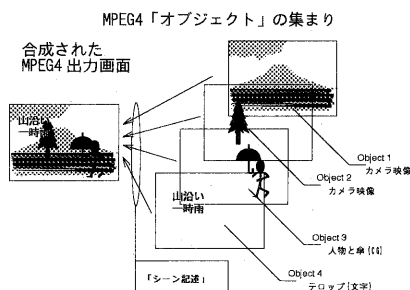 MPEG4「オブジェクト」の集まり
合成された
MPEG4 出力画面
山沿い
一時雨
山沿い
一時雨
Object 1
カメラ映像
Object 2
カメラ映像
Object 3
人物と傘(CG)
Object 4
テロップ(文字)
「シーン記述」